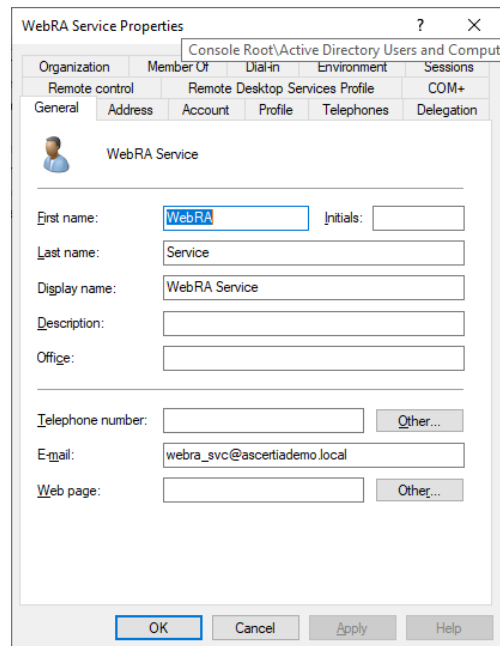 WebRA Service Properties ? ×
Console Root\Active Directory Users and Comput
Organization Member Of Dial-in Environment Sessions
Remote control Remote Desktop Services Profile COM+
General Address Account Profile Telephones Delegation
WebRA Service
First name: WebRA Initials:
Last name: Service
Display name: WebRA Service
Description:
Office:
Telephone number: Other...
E-mail: webra_svc@ascertiademo.local
Web page: Other...
OK Cancel Apply Help